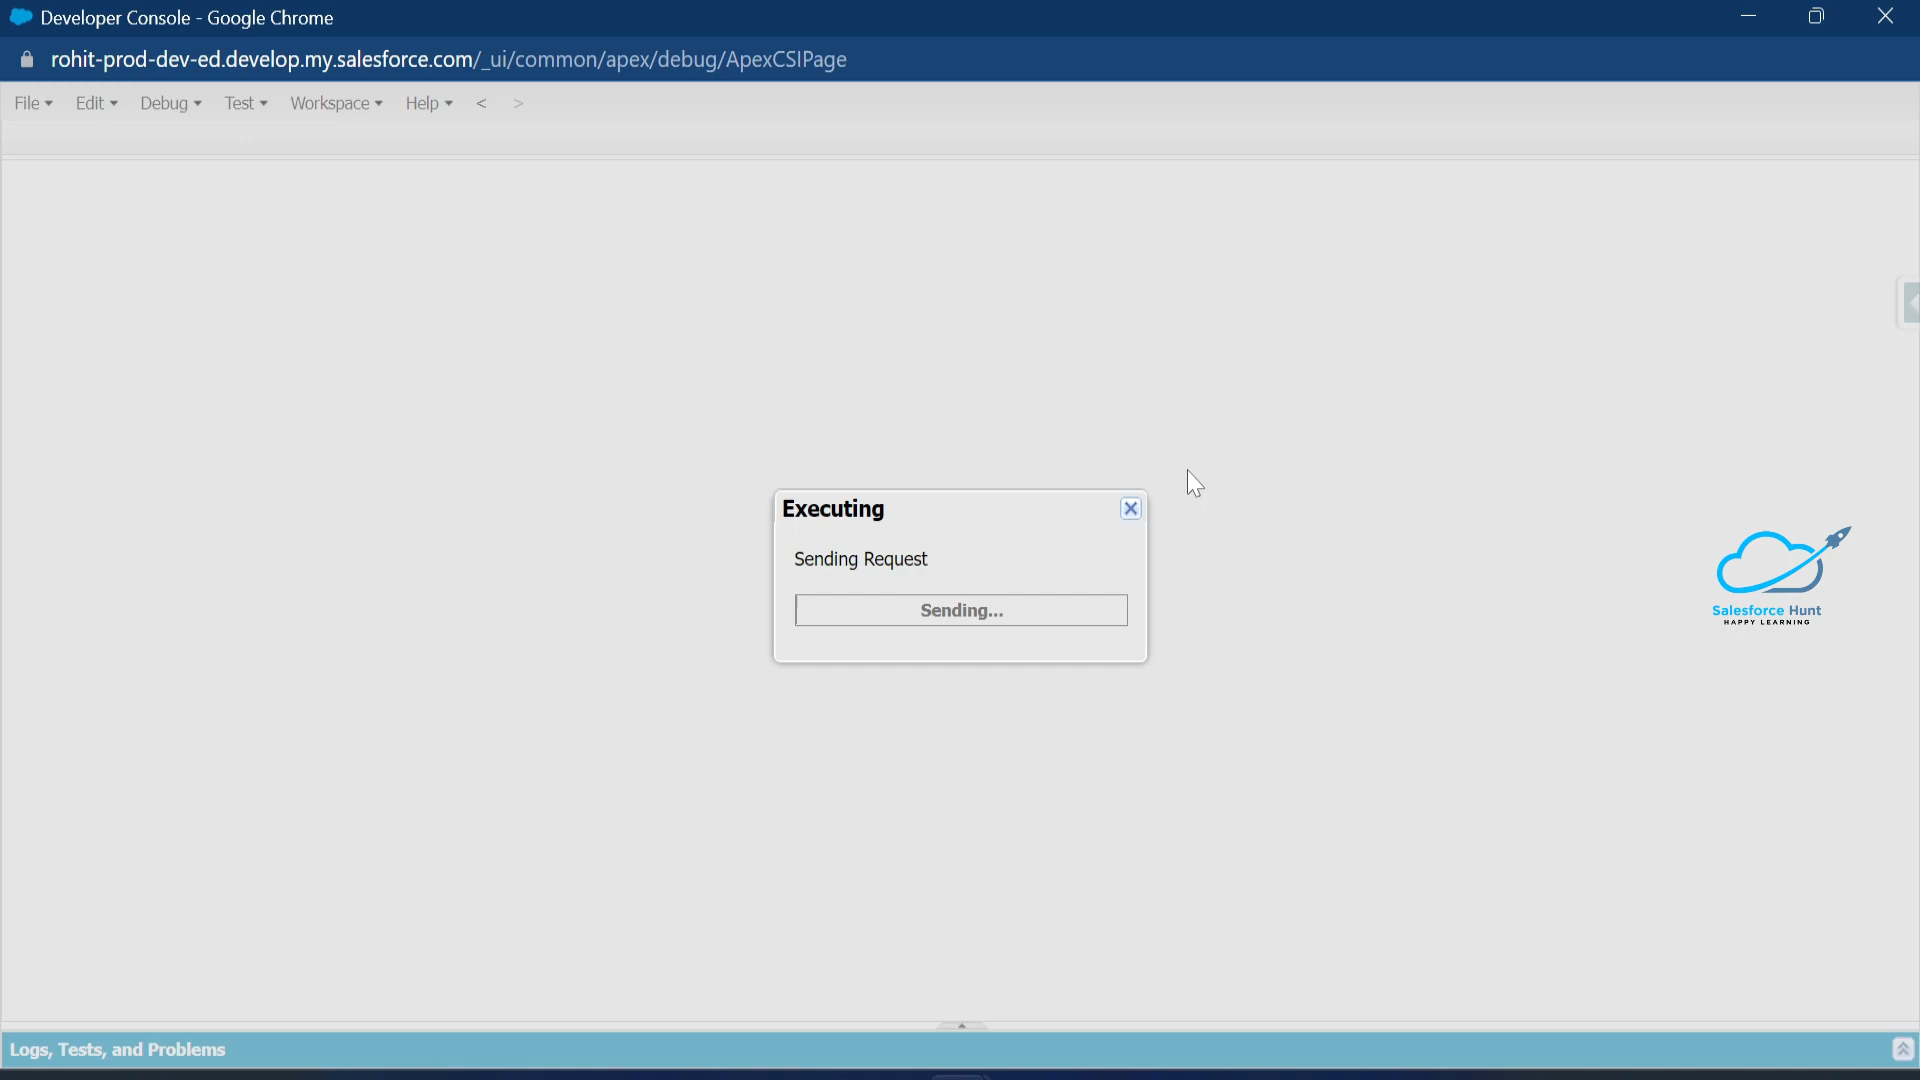 Developer Console - Google Chrome
rohit-prod-dev-ed.develop.my.salesforce.com/_ui/common/apex/debug/ApexCSIPage
File Edit Debug Test Workspace Help < >
Executing
Sending Request
Sending...
Salesforce Hunt
HAPPY LEARNING
Logs, Tests, and Problems